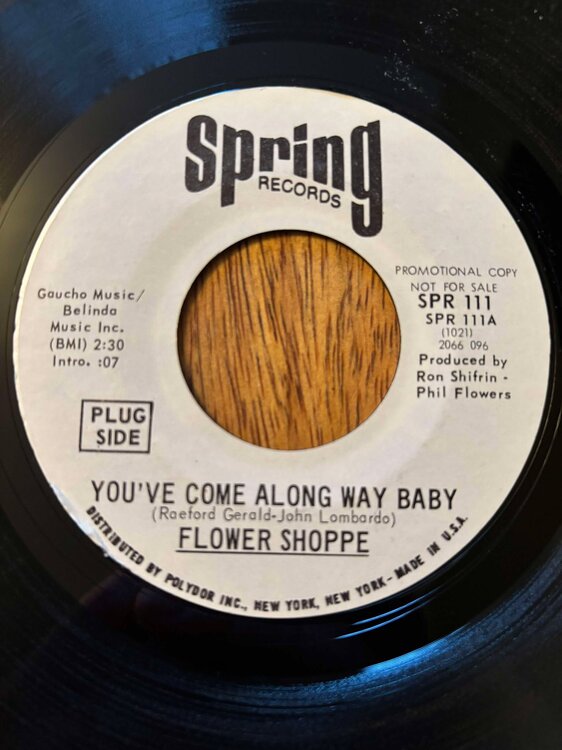 Spring
RECORDS
Gaucho Music/
Belinda
Music Inc.
(BMI) 2:30
Intro. :07
PLUG
SIDE
PROMOTIONAL COPY
NOT FOR SALE
SPR 111
SPR 111A
(1021)
2066 096
Produced by
Ron Shifrin -
Phil Flowers
YOU'VE COME ALONG WAY BABY
(Raeford Gerald-John Lombardo)
FLOWER SHOPPE
DISTRIBUTED BY POLYDOR INC., NEW YORK, NEW YORK - MADE IN U.S.A.